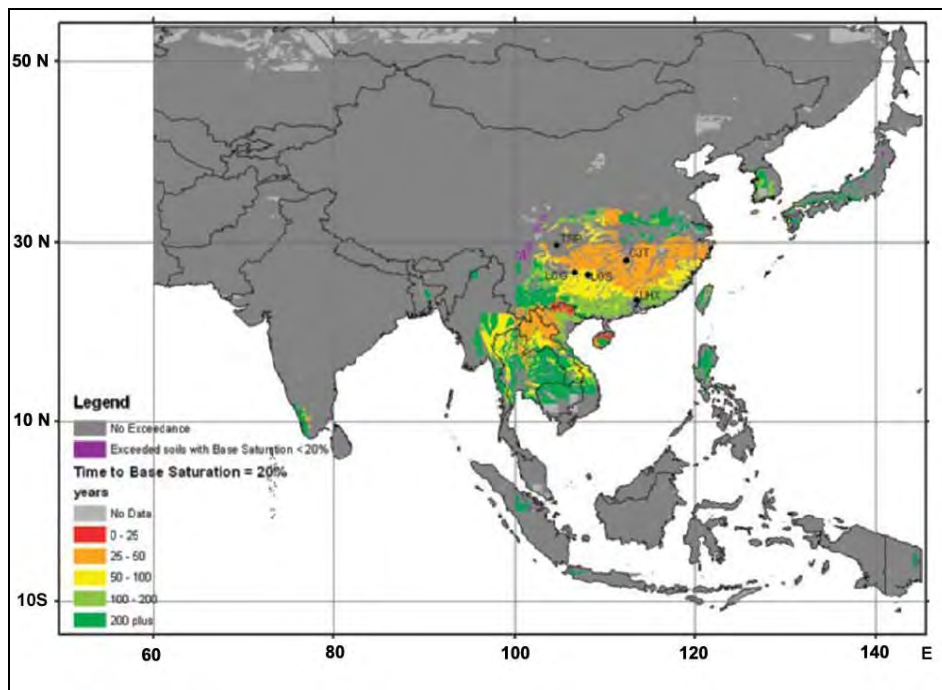 50 N
30 N
10 N
10S
TSP
CJT
LCG
LGS
LXH
Legend
No Exceedance
Exceeded soils with Base Saturation < 20%
Time to Base Saturation = 20%
years
No Data
0 - 25
25 - 50
50 - 100
100 - 200
200 plus
60
80
100
120
140
E